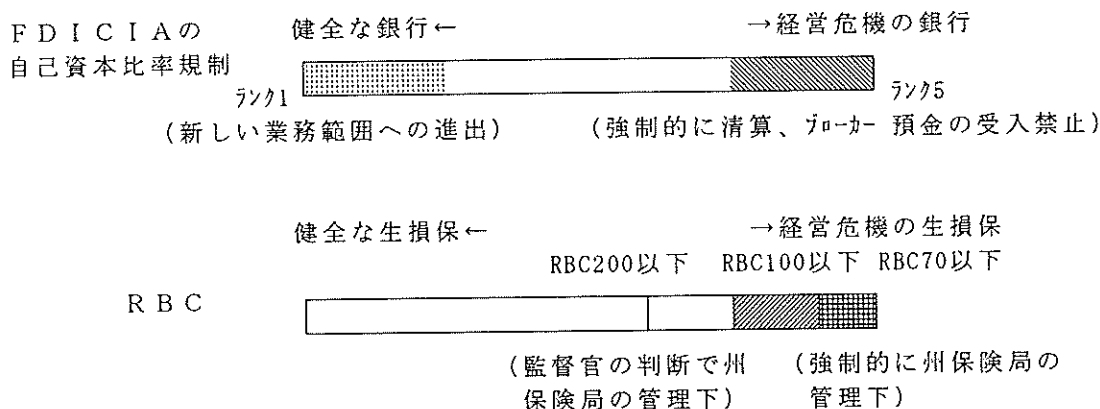 FDICIAの
自己資本比率規制
健全な銀行← →経営危機の銀行
ランク1 ランク5
(新しい業務範囲への進出) (強制的に清算、ブローカー 預金の受入禁止)
健全な生損保← →経営危機の生損保
RBC200以下 RBC100以下 RBC70以下
RBC
(監督官の判断で州 (強制的に州保険局の
保険局の管理下) 管理下)